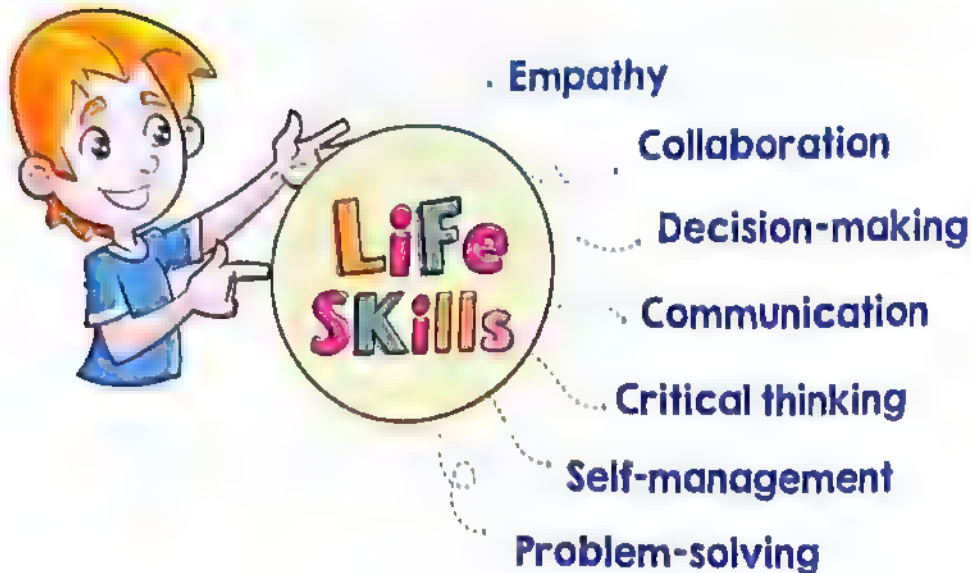 Life
Skills
Empathy
Collaboration
Decision-making
Communication
Critical thinking
Self-management
Problem-solving